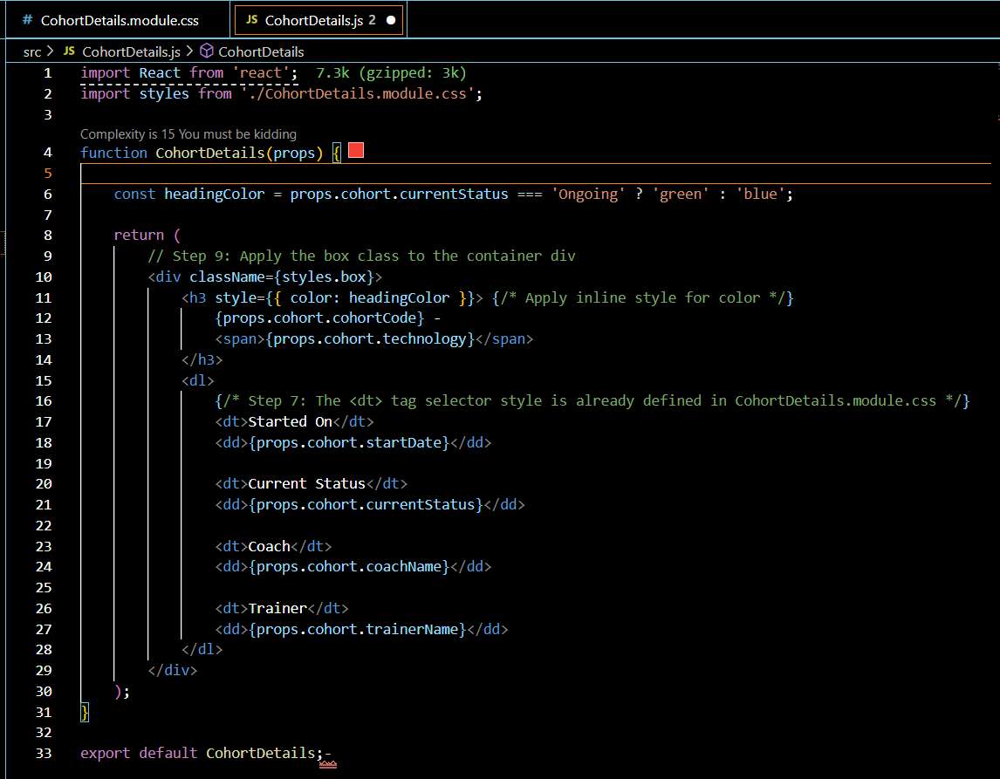 # CohortDetails.module.css JS CohortDetails.js 2 ●
src > JS CohortDetails.js > CohortDetails
1 import React from 'react'; 7.3k (gzipped: 3k)
2 import styles from './CohortDetails.module.css';
3
Complexity is 15 You must be kidding
4 function CohortDetails(props) {
5
6     const headingColor = props.cohort.currentStatus === 'Ongoing' ? 'green' : 'blue';
7
8     return (
9         // Step 9: Apply the box class to the container div
10         <div className={styles.box}>
11             <h3 style={{ color: headingColor }}> {/* Apply inline style for color */}
12                 {props.cohort.cohortCode} -
13                 <span>{props.cohort.technology}</span>
14             </h3>
15             <dl>
16                 {/* Step 7: The <dt> tag selector style is already defined in CohortDetails.module.css */}
17                 <dt>Started On</dt>
18                 <dd>{props.cohort.startDate}</dd>
19
20                 <dt>Current Status</dt>
21                 <dd>{props.cohort.currentStatus}</dd>
22
23                 <dt>Coach</dt>
24                 <dd>{props.cohort.coachName}</dd>
25
26                 <dt>Trainer</dt>
27                 <dd>{props.cohort.trainerName}</dd>
28             </dl>
29         </div>
30     );
31 }
32
33 export default CohortDetails;-